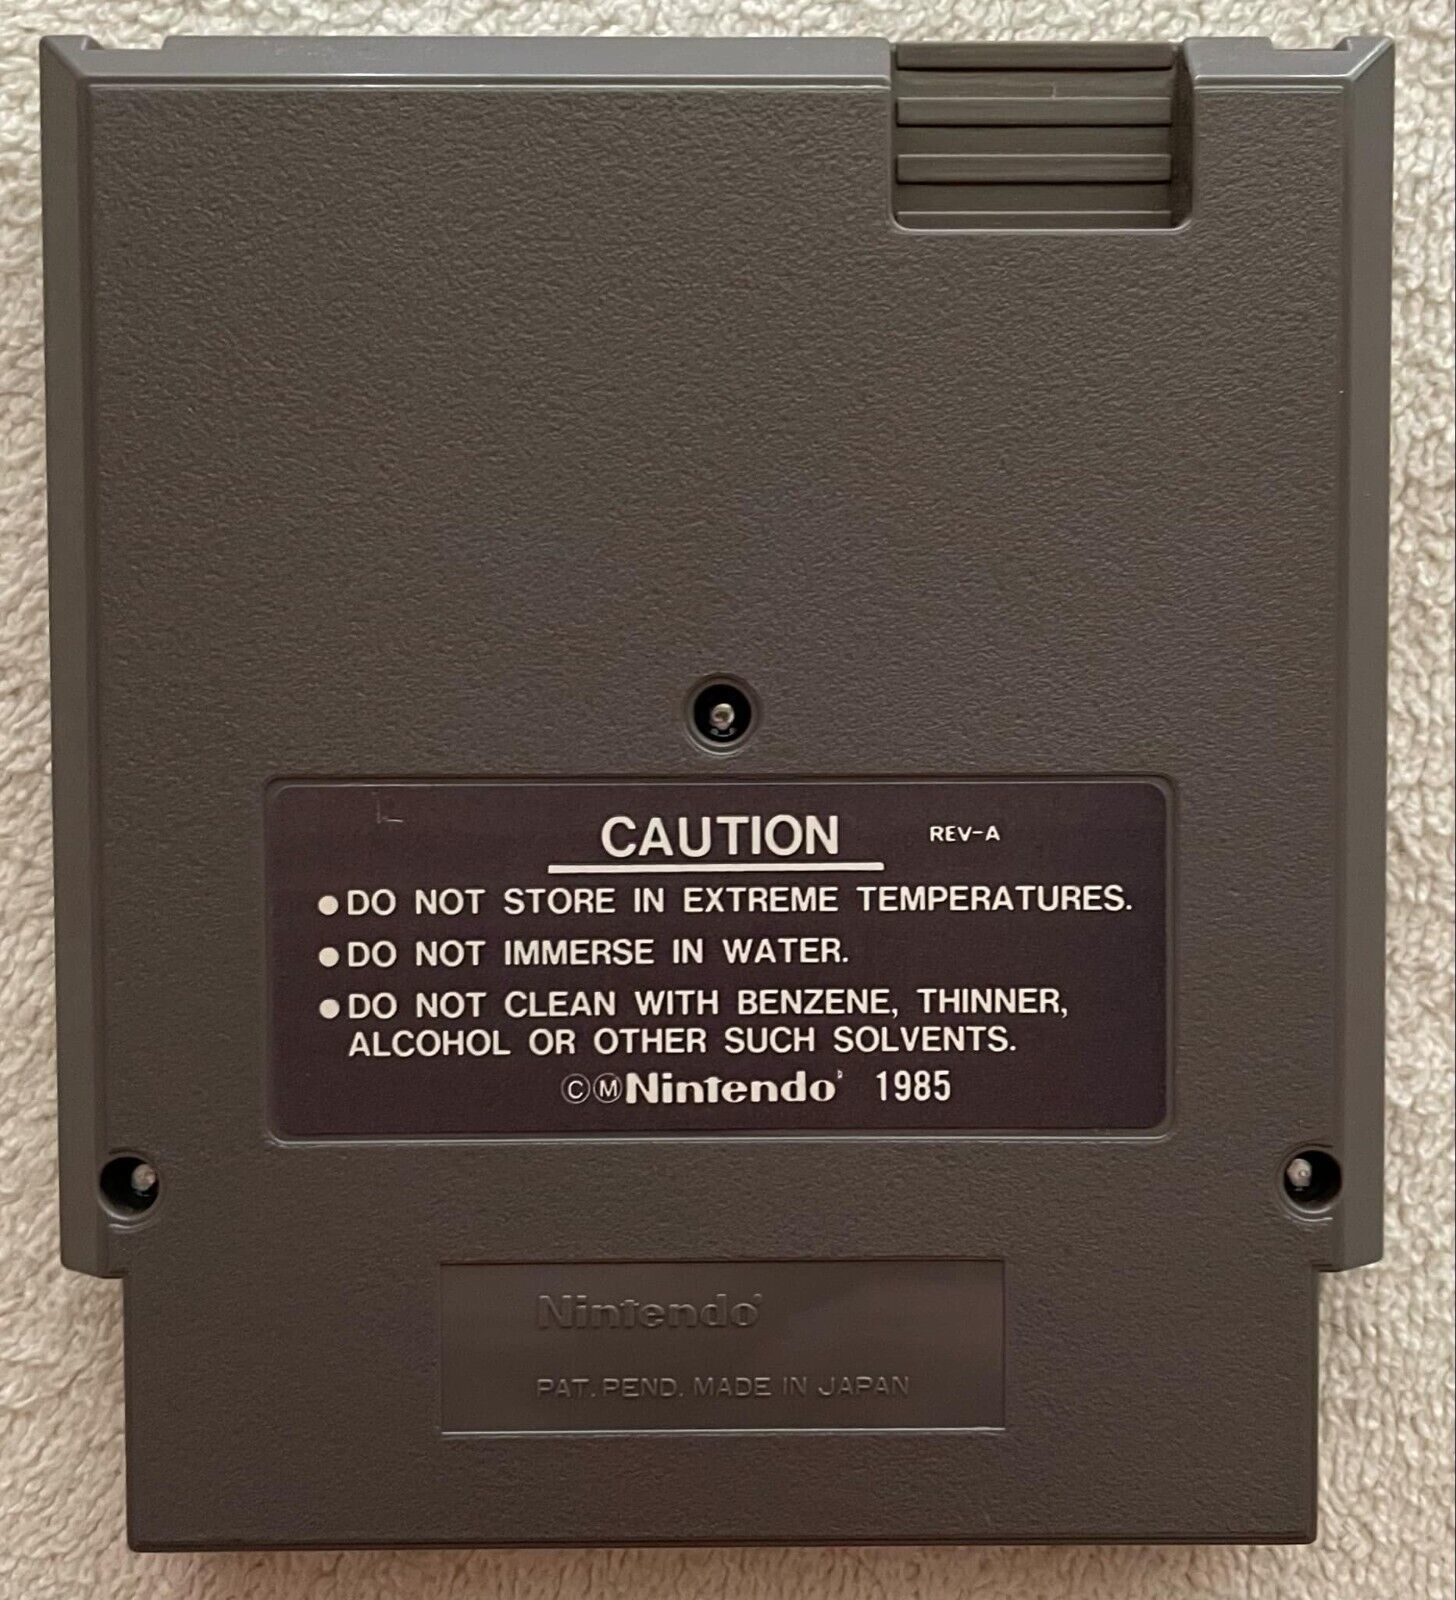 CAUTION REV-A
●DO NOT STORE IN EXTREME TEMPERATURES.
●DO NOT IMMERSE IN WATER.
●DO NOT CLEAN WITH BENZENE, THINNER,
ALCOHOL OR OTHER SUCH SOLVENTS.
ⒸⓂNintendo 1985
Nintendo
PAT. PEND. MADE IN JAPAN